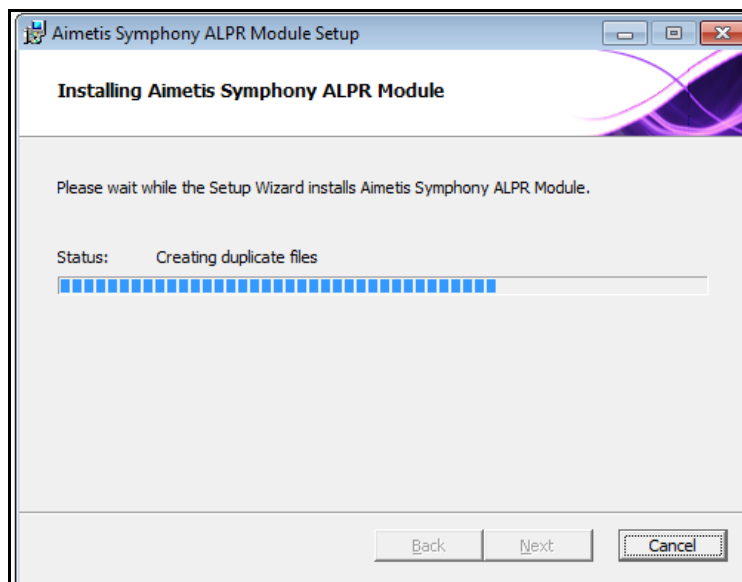 Aimetis Symphony ALPR Module Setup
Installing Aimetis Symphony ALPR Module
Please wait while the Setup Wizard installs Aimetis Symphony ALPR Module.
Status: Creating duplicate files
Back Next Cancel